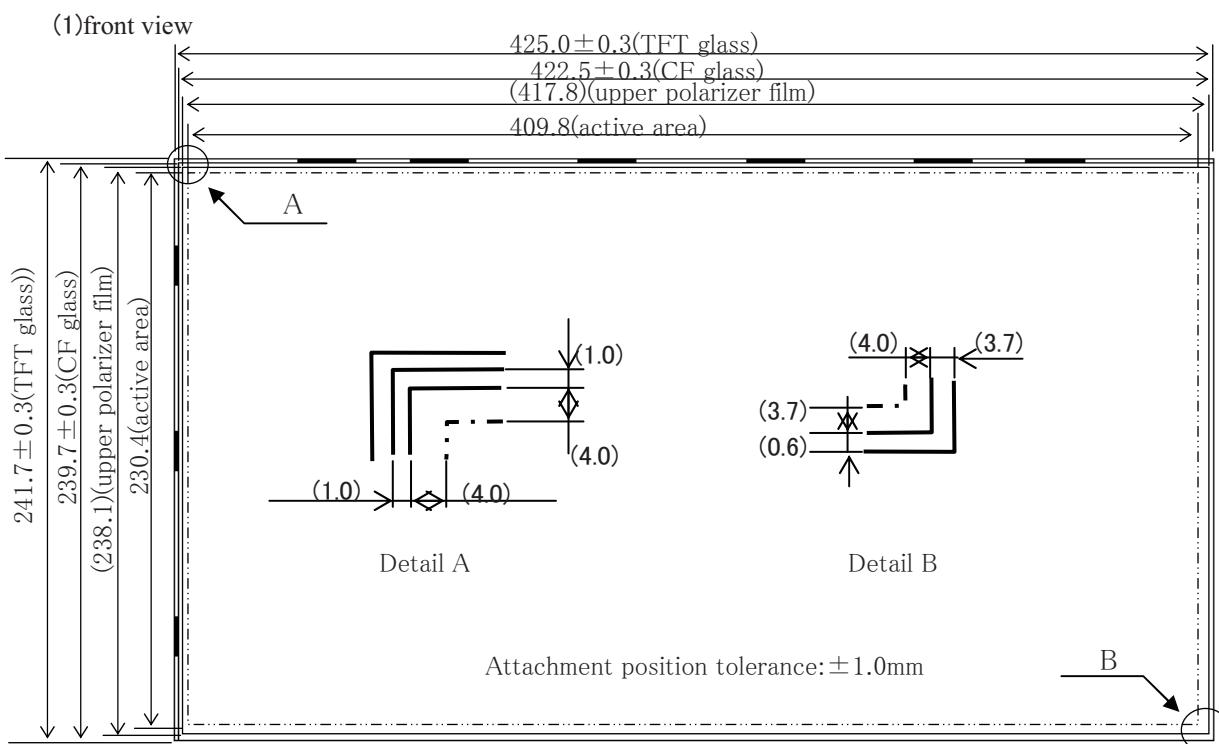 (1)front view
425.0±0.3(TFT glass)
422.5±0.3(CF glass)
(417.8)(upper polarizer film)
409.8(active area)
A
241.7±0.3(TFT glass))
239.7±0.3(CF glass)
(238.1)(upper polarizer film)
230.4(active area)
(1.0)
(4.0)
(1.0)
(4.0)
Detail A
(4.0)
(3.7)
(3.7)
(0.6)
Detail B
Attachment position tolerance:±1.0mm
B